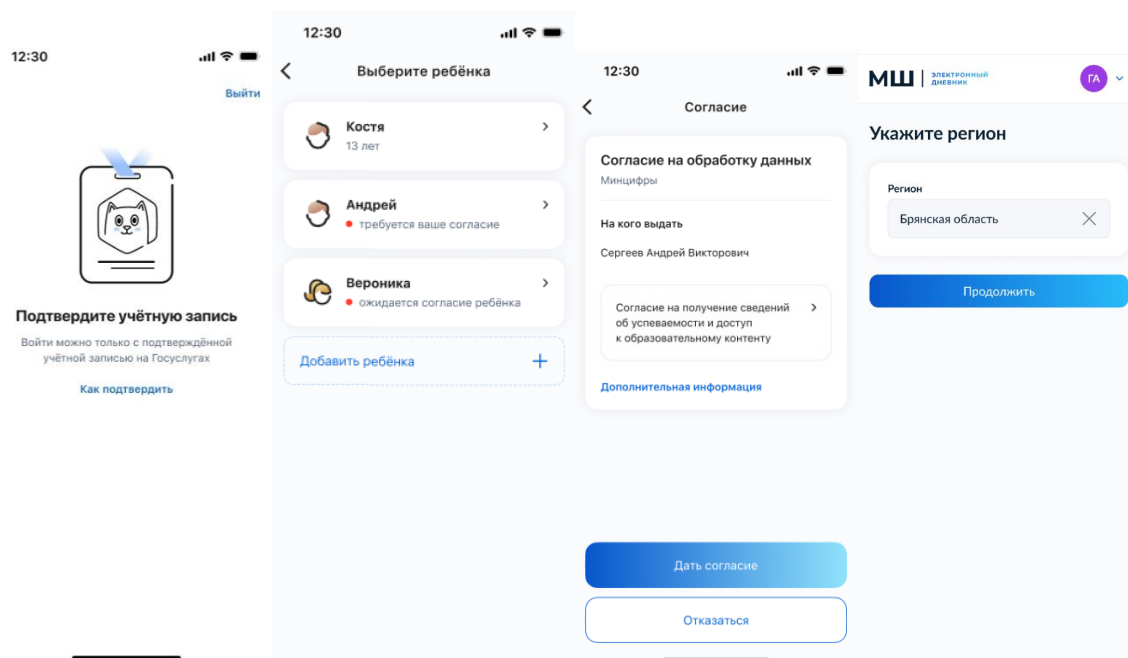 12:30
Выйти
Подтвердите учётную запись
Войти можно только с подтверждённой
учётной записью на Госуслугах
Как подтвердить
12:30
Выберите ребёнка
Костя
13 лет
Андрей
требуется ваше согласие
Вероника
ожидается согласие ребёнка
Добавить ребёнка
12:30
Согласие
Согласие на обработку данных
Минцифры
На кого выдать
Сергеев Андрей Викторович
Согласие на получение сведений
об успеваемости и доступ
к образовательному контенту
Дополнительная информация
Дать согласие
Отказаться
МШ | ЭЛЕКТРОННЫЙ
ДНЕВНИК
ГА
Укажите регион
Регион
Брянская область
Продолжить